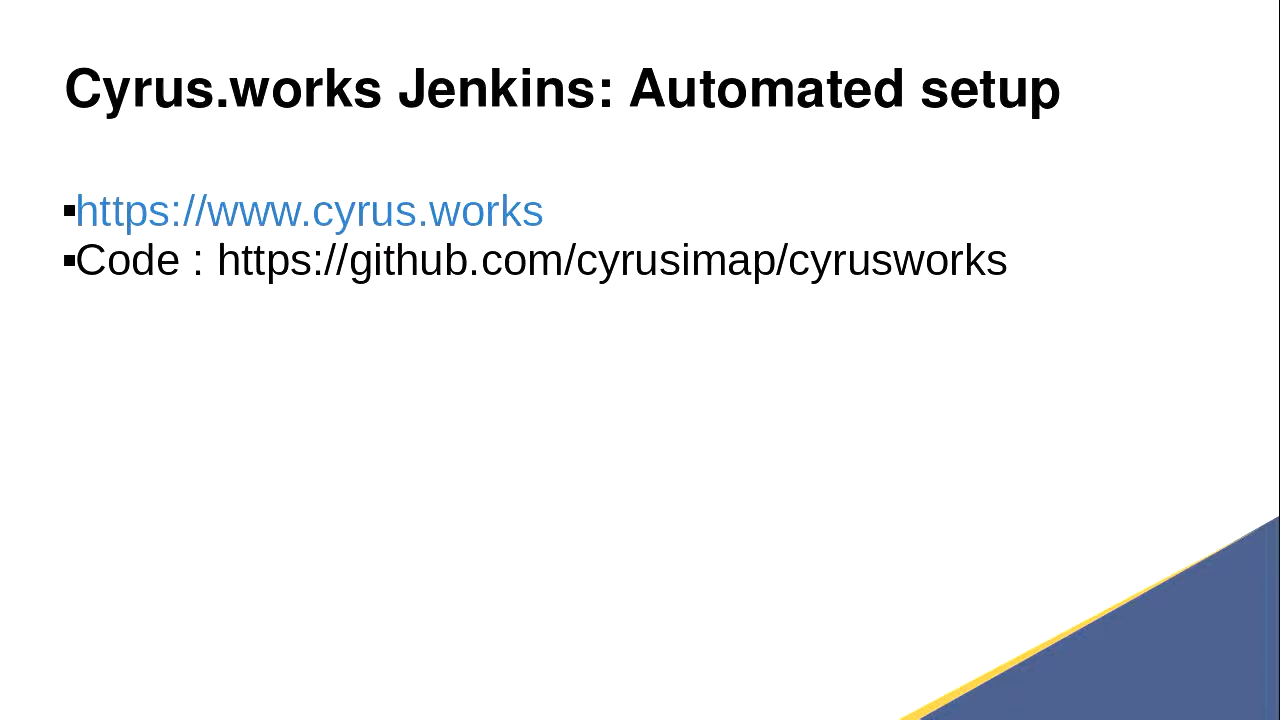 Cyrus.works Jenkins: Automated setup
▪https://www.cyrus.works
▪Code : https://github.com/cyrusimap/cyrusworks